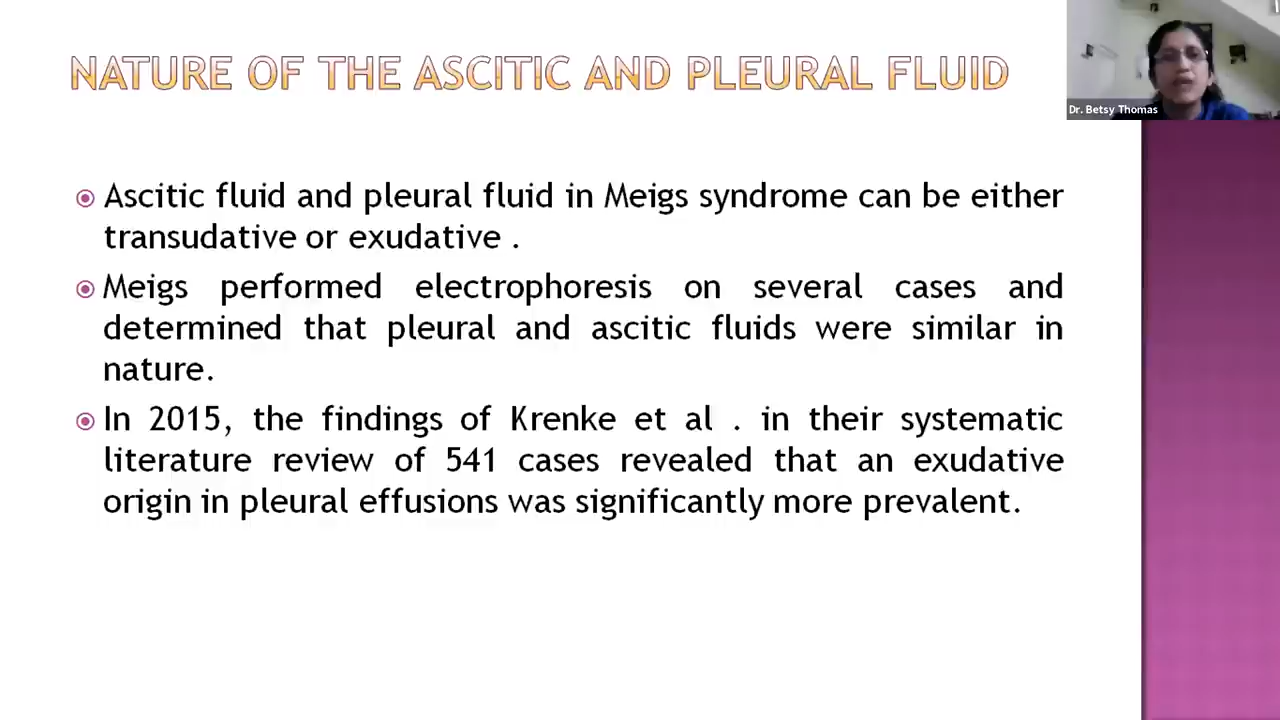 NATURE OF THE ASCITIC AND PLEURAL FLUID
Dr. Betsy Thomas
Ascitic fluid and pleural fluid in Meigs syndrome can be either
transudative or exudative .
Meigs performed electrophoresis on several cases and
determined that pleural and ascitic fluids were similar in
nature.
In 2015, the findings of Krenke et al . in their systematic
literature review of 541 cases revealed that an exudative
origin in pleural effusions was significantly more prevalent.